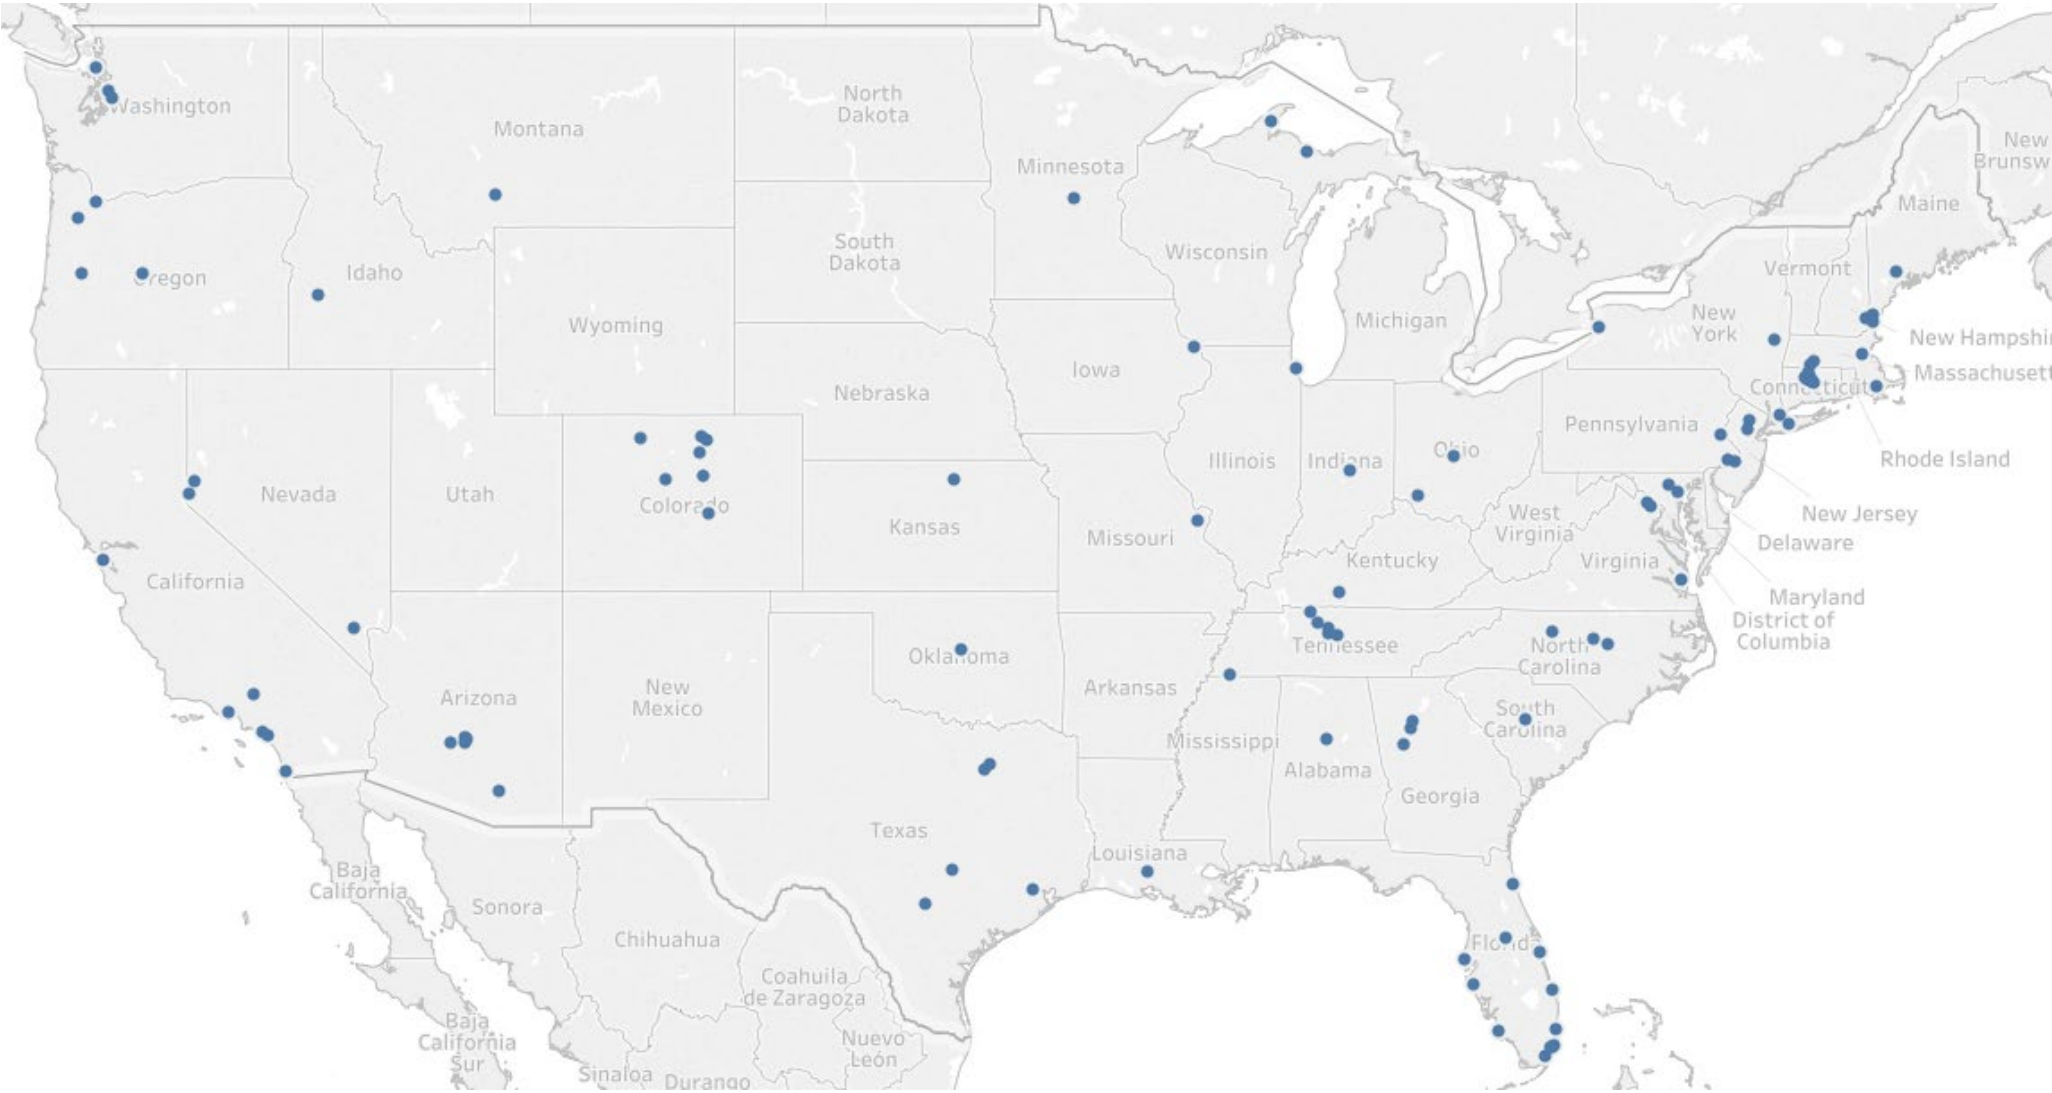 Washington
Montana
North
Dakota
Minnesota
New
Brunsw
Maine
Oregon
Idaho
South
Dakota
Wisconsin
Vermont
Wyoming
Michigan
New
York
New Hampshir
Iowa
Massachusett
Nebraska
Connecticut
Pennsylvania
Illinois
Indiana
Ohio
Rhode Island
Nevada
Utah
Colorado
Kansas
Missouri
West
Virginia
New Jersey
Delaware
California
Kentucky
Virginia
Maryland
District of
Columbia
Oklahoma
Tennessee
North
Carolina
Arizona
New
Mexico
Arkansas
South
Carolina
Mississippi
Alabama
Georgia
Texas
Louisiana
Baja
California
Sonora
Chihuahua
Florida
Coahuila
de Zaragoza
Baja
California
Sur
Nuevo
León
Sinaloa
Durango